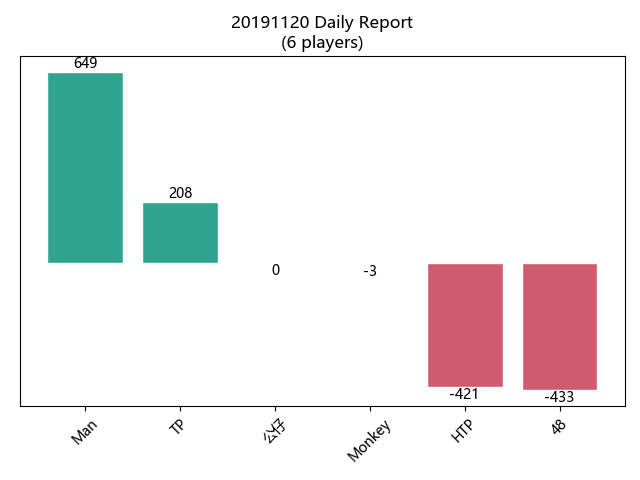 20191120 Daily Report
(6 players)
649
208
0
-3
-421
-433
Man
TP
公仔
Monkey
HTP
48